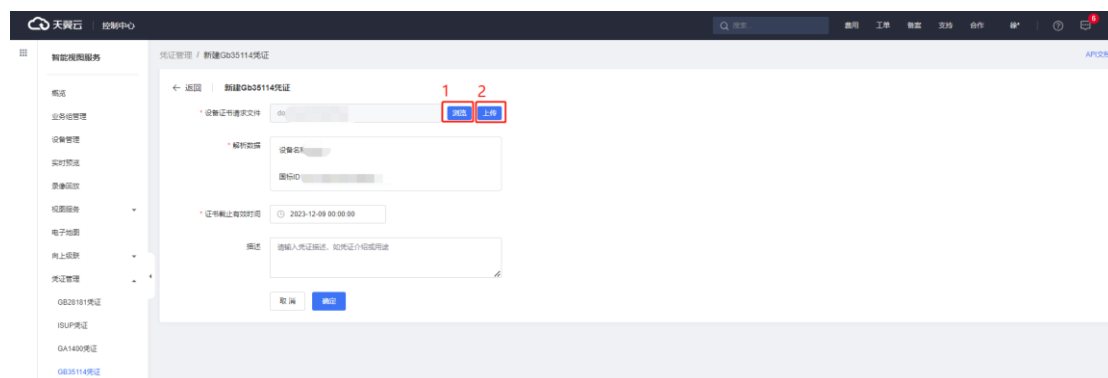 天翼云 控制中心 搜索... 费用 工单 备案 支持 合作 6
智能视图服务 凭证管理 / 新建Gb35114凭证 API文档
概览
← 返回 新建Gb35114凭证
1 2
业务组管理
* 设备证书请求文件 de 浏览 上传
设备管理
* 解析数据 设备名称
实时预览
国标ID
录像回放
视图服务
* 证书截止有效时间 2023-12-09 00:00:00
电子地图
描述 请输入凭证描述，如凭证介绍或用途
向上级联
凭证管理
GB28181凭证
取消 确定
ISUP凭证
GA1400凭证
GB35114凭证